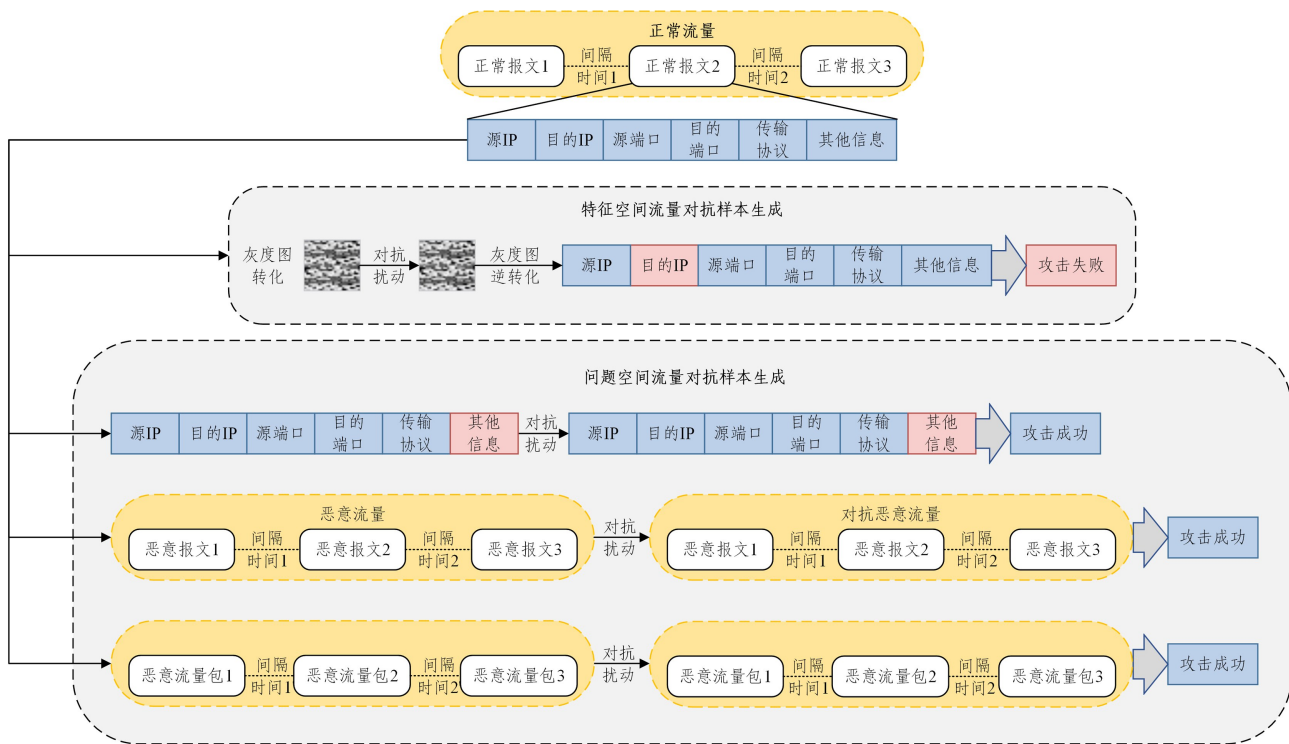 正常流量
正常报文1
间隔
时间1
正常报文2
间隔
时间2
正常报文3
源IP
目的IP
源端口
目的
端口
传输
协议
其他信息
特征空间流量对抗样本生成
灰度图
转化
对抗
扰动
灰度图
逆转化
源IP
目的IP
源端口
目的
端口
传输
协议
其他信息
攻击失败
问题空间流量对抗样本生成
源IP
目的IP
源端口
目的
端口
传输
协议
其他
信息
对抗
扰动
源IP
目的IP
源端口
目的
端口
传输
协议
其他
信息
攻击成功
恶意流量
恶意报文1
间隔
时间1
恶意报文2
间隔
时间2
恶意报文3
对抗
扰动
对抗恶意流量
恶意报文1
间隔
时间1
恶意报文2
间隔
时间2
恶意报文3
攻击成功
恶意流量包1
间隔
时间1
恶意流量包2
间隔
时间2
恶意流量包3
对抗
扰动
恶意流量包1
间隔
时间1
恶意流量包2
间隔
时间2
恶意流量包3
攻击成功